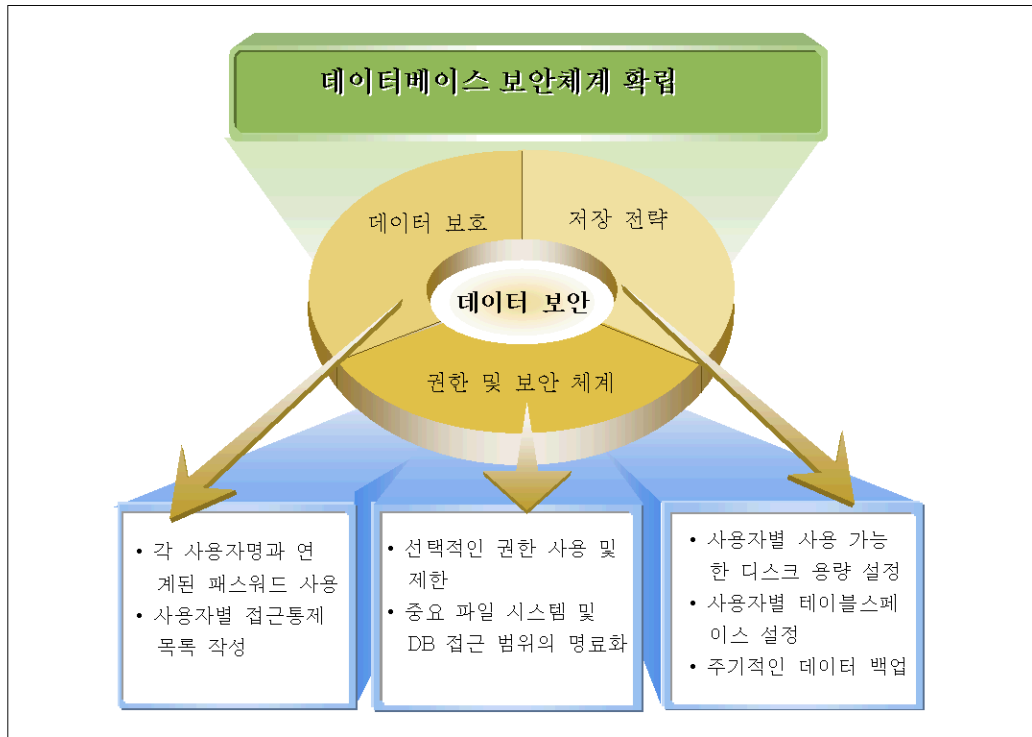 데이터베이스 보안체계 확립
데이터 보호
저장 전략
데이터 보안
권한 및 보안 체계
• 각 사용자명과 연
계된 패스워드 사용
• 사용자별 접근통제
목록 작성
• 선택적인 권한 사용 및
제한
• 중요 파일 시스템 및
DB 접근 범위의 명료화
• 사용자별 사용 가능
한 디스크 용량 설정
• 사용자별 테이블스페
이스 설정
• 주기적인 데이터 백업